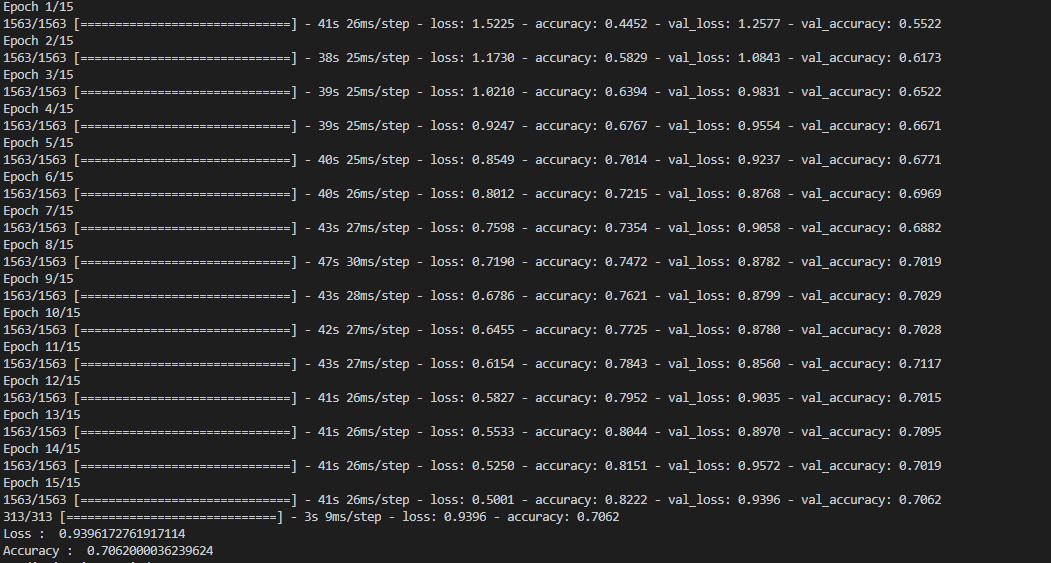 Epoch 1/15
1563/1563 [==============================] - 41s 26ms/step - loss: 1.5225 - accuracy: 0.4452 - val_loss: 1.2577 - val_accuracy: 0.5522
Epoch 2/15
1563/1563 [==============================] - 38s 25ms/step - loss: 1.1730 - accuracy: 0.5829 - val_loss: 1.0843 - val_accuracy: 0.6173
Epoch 3/15
1563/1563 [==============================] - 39s 25ms/step - loss: 1.0210 - accuracy: 0.6394 - val_loss: 0.9831 - val_accuracy: 0.6522
Epoch 4/15
1563/1563 [==============================] - 39s 25ms/step - loss: 0.9247 - accuracy: 0.6767 - val_loss: 0.9554 - val_accuracy: 0.6671
Epoch 5/15
1563/1563 [==============================] - 40s 25ms/step - loss: 0.8549 - accuracy: 0.7014 - val_loss: 0.9237 - val_accuracy: 0.6771
Epoch 6/15
1563/1563 [==============================] - 40s 26ms/step - loss: 0.8012 - accuracy: 0.7215 - val_loss: 0.8768 - val_accuracy: 0.6969
Epoch 7/15
1563/1563 [==============================] - 43s 27ms/step - loss: 0.7598 - accuracy: 0.7354 - val_loss: 0.9058 - val_accuracy: 0.6882
Epoch 8/15
1563/1563 [==============================] - 47s 30ms/step - loss: 0.7190 - accuracy: 0.7472 - val_loss: 0.8782 - val_accuracy: 0.7019
Epoch 9/15
1563/1563 [==============================] - 43s 28ms/step - loss: 0.6786 - accuracy: 0.7621 - val_loss: 0.8799 - val_accuracy: 0.7029
Epoch 10/15
1563/1563 [==============================] - 42s 27ms/step - loss: 0.6455 - accuracy: 0.7725 - val_loss: 0.8780 - val_accuracy: 0.7028
Epoch 11/15
1563/1563 [==============================] - 43s 27ms/step - loss: 0.6154 - accuracy: 0.7843 - val_loss: 0.8560 - val_accuracy: 0.7117
Epoch 12/15
1563/1563 [==============================] - 41s 26ms/step - loss: 0.5827 - accuracy: 0.7952 - val_loss: 0.9035 - val_accuracy: 0.7015
Epoch 13/15
1563/1563 [==============================] - 41s 26ms/step - loss: 0.5533 - accuracy: 0.8044 - val_loss: 0.8970 - val_accuracy: 0.7095
Epoch 14/15
1563/1563 [==============================] - 41s 26ms/step - loss: 0.5250 - accuracy: 0.8151 - val_loss: 0.9572 - val_accuracy: 0.7019
Epoch 15/15
1563/1563 [==============================] - 41s 26ms/step - loss: 0.5001 - accuracy: 0.8222 - val_loss: 0.9396 - val_accuracy: 0.7062
313/313 [==============================] - 3s 9ms/step - loss: 0.9396 - accuracy: 0.7062
Loss :  0.9396172761917114
Accuracy :  0.7062000036239624